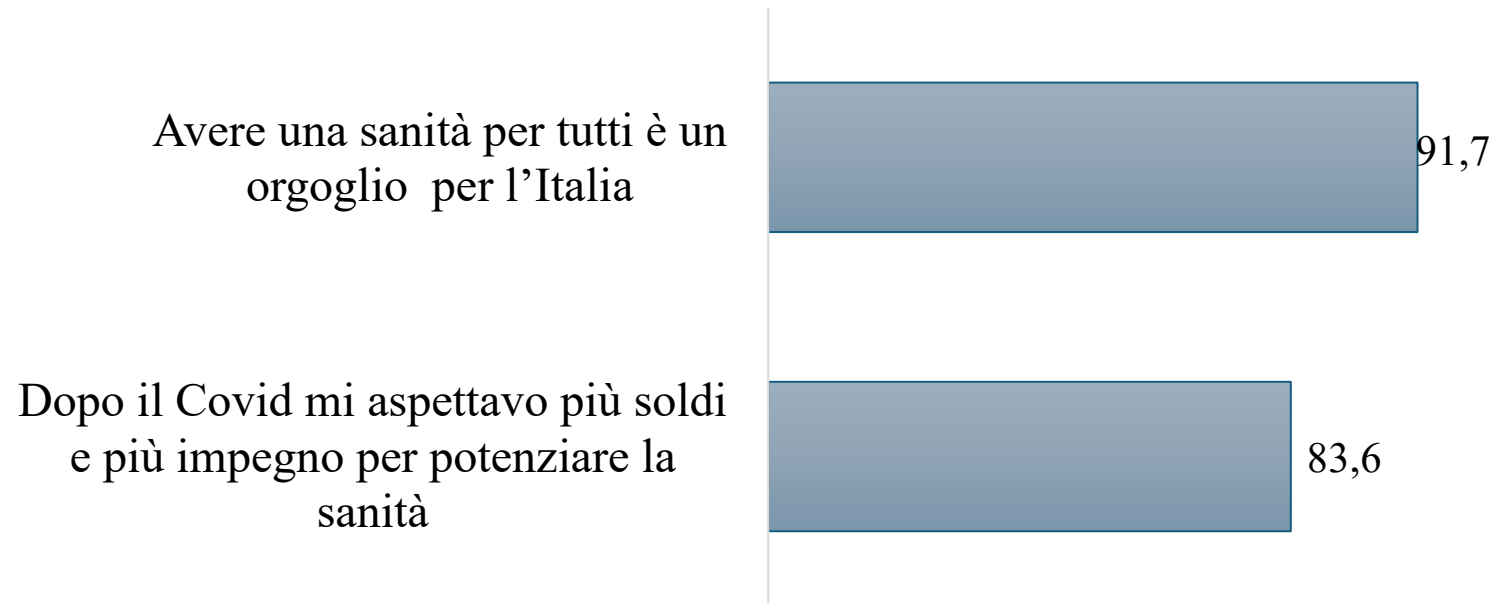 Avere una sanità per tutti è un
orgoglio  per l’Italia
91,7
Dopo il Covid mi aspettavo più soldi
e più impegno per potenziare la
sanità
83,6